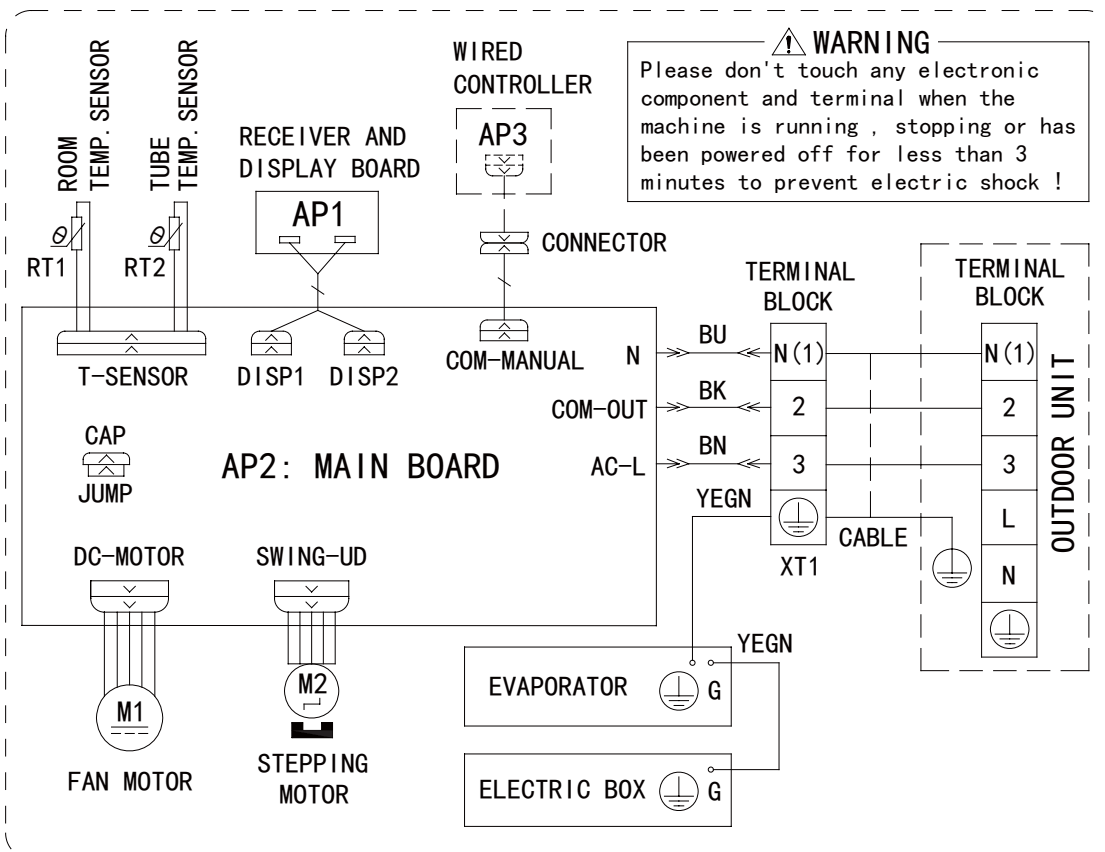 ROOM
TEMP. SENSOR
TUBE
TEMP. SENSOR
RT1
RT2
RECEIVER AND
DISPLAY BOARD
AP1
WIRED
CONTROLLER
AP3
CONNECTOR
WARNING
Please don't touch any electronic
component and terminal when the
machine is running , stopping or has
been powered off for less than 3
minutes to prevent electric shock !
T-SENSOR
DISP1
DISP2
COM-MANUAL
N
COM-OUT
AC-L
CAP
JUMP
AP2: MAIN BOARD
DC-MOTOR
SWING-UD
M1
FAN MOTOR
M2
STEPPING
MOTOR
BU
BK
BN
YEGN
TERMINAL
BLOCK
N(1)
2
3
XT1
CABLE
TERMINAL
BLOCK
N(1)
2
3
L
N
OUTDOOR UNIT
YEGN
EVAPORATOR
G
ELECTRIC BOX
G